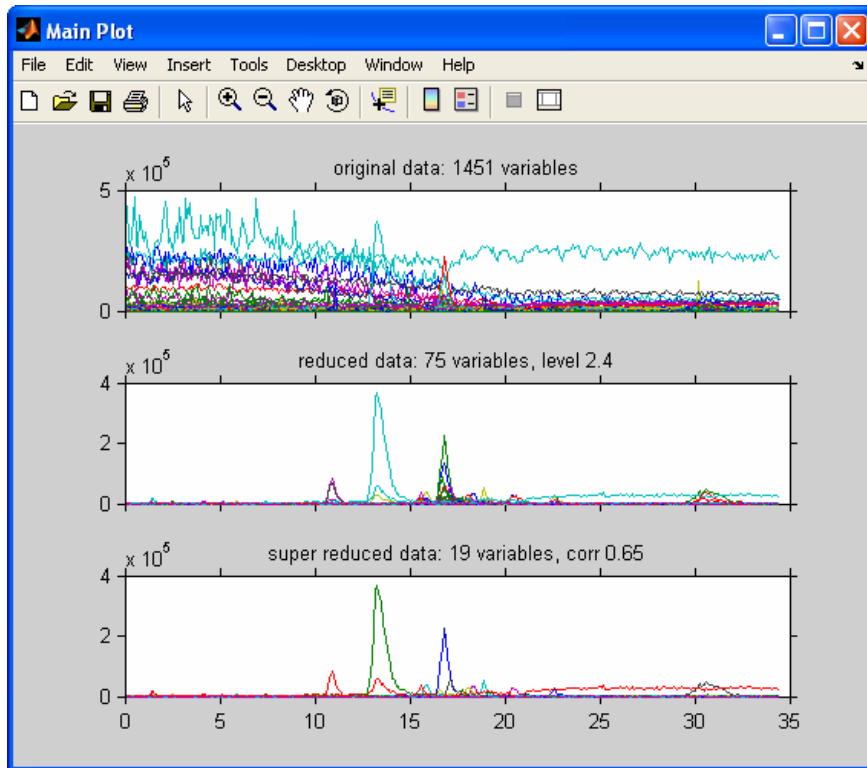 Main Plot
File Edit View Insert Tools Desktop Window Help
x 10^5
original data: 1451 variables
5
0
x 10^5
reduced data: 75 variables, level 2.4
4
2
0
x 10^5
super reduced data: 19 variables, corr 0.65
4
2
0
0 5 10 15 20 25 30 35